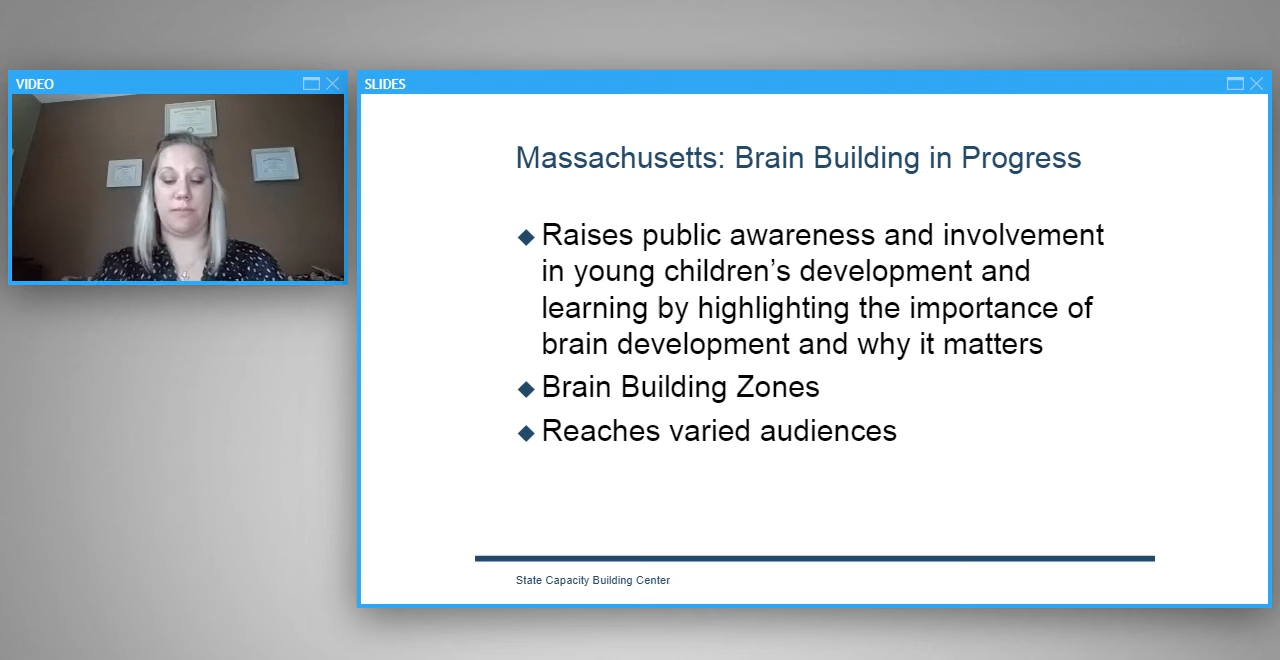 VIDEO
SLIDES
Massachusetts: Brain Building in Progress
Raises public awareness and involvement
in young children’s development and
learning by highlighting the importance of
brain development and why it matters
Brain Building Zones
Reaches varied audiences
State Capacity Building Center